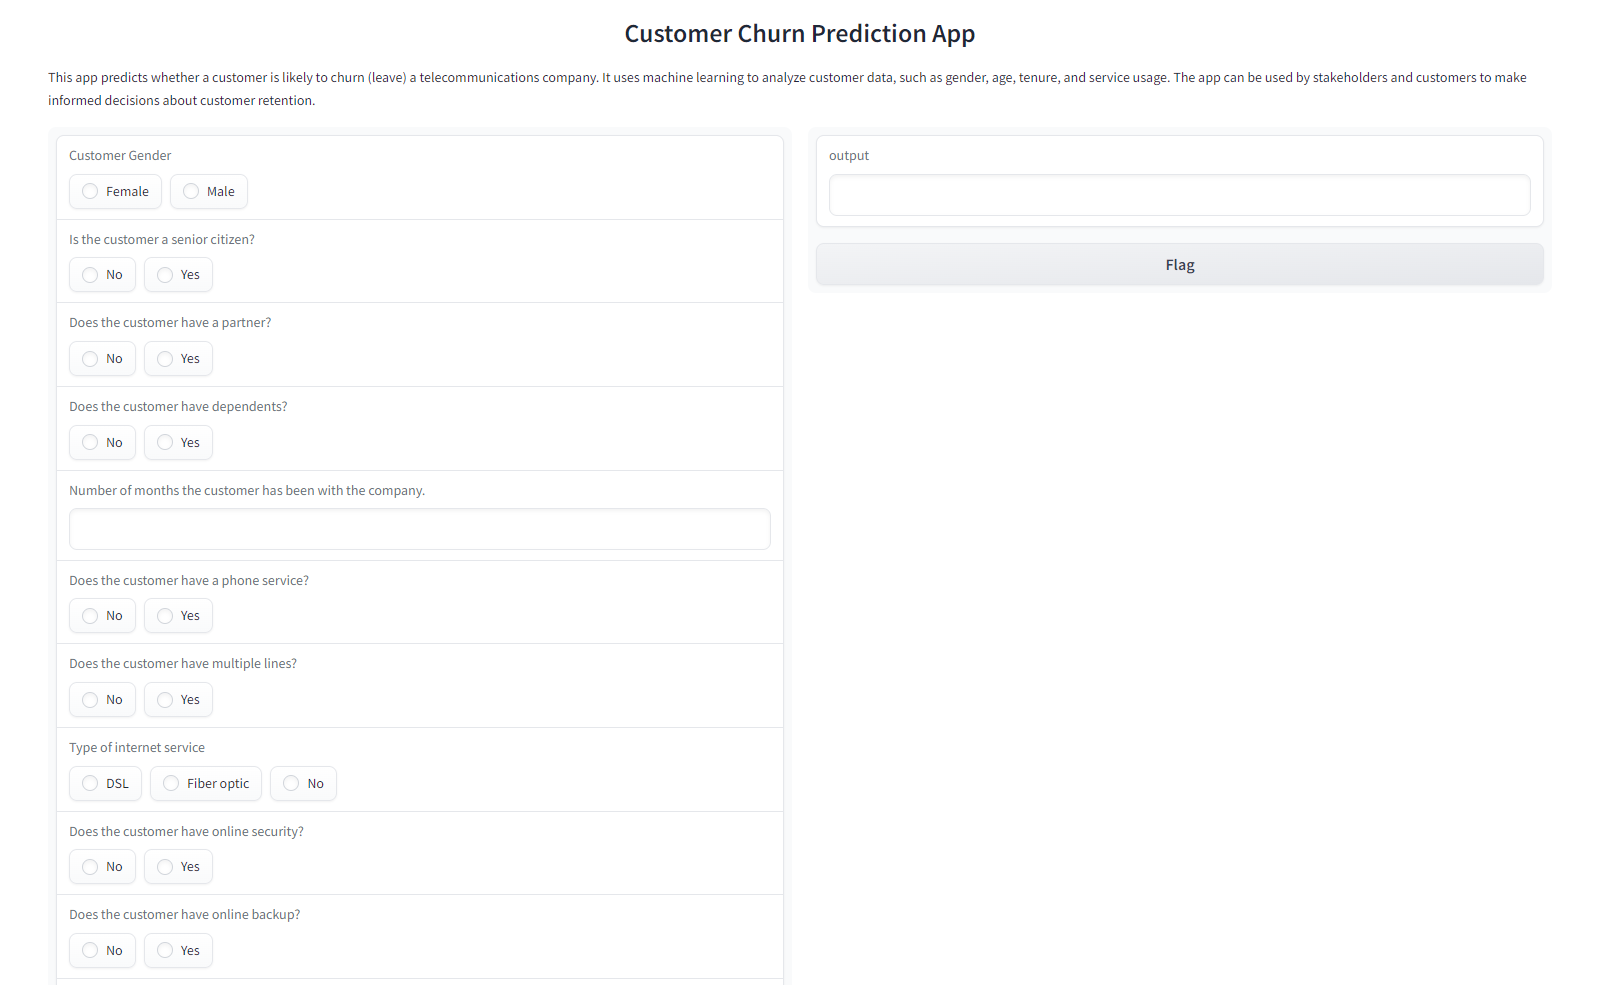 Customer Churn Prediction App
This app predicts whether a customer is likely to churn (leave) a telecommunications company. It uses machine learning to analyze customer data, such as gender, age, tenure, and service usage. The app can be used by stakeholders and customers to make
informed decisions about customer retention.
Customer Gender
Female Male
Is the customer a senior citizen?
No Yes
Does the customer have a partner?
No Yes
Does the customer have dependents?
No Yes
Number of months the customer has been with the company.
Does the customer have a phone service?
No Yes
Does the customer have multiple lines?
No Yes
Type of internet service
DSL Fiber optic No
Does the customer have online security?
No Yes
Does the customer have online backup?
No Yes
output
Flag